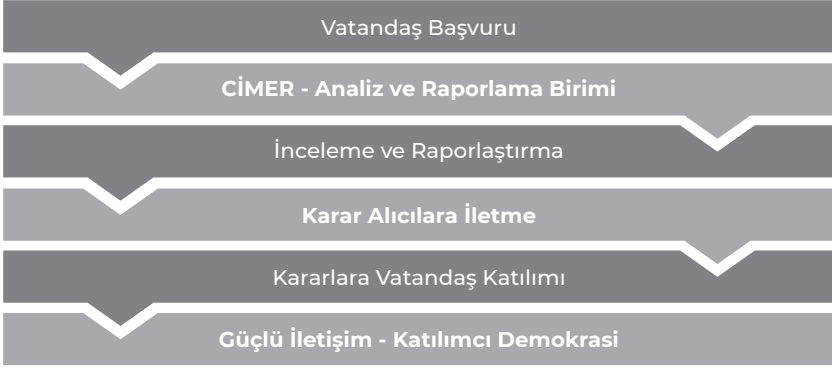 Vatandaş Başvuru
CİMER - Analiz ve Raporlama Birimi
İnceleme ve Raporlaştırma
Karar Alıcılara İletme
Kararlara Vatandaş Katılımı
Güçlü İletişim - Katılımcı Demokrasi